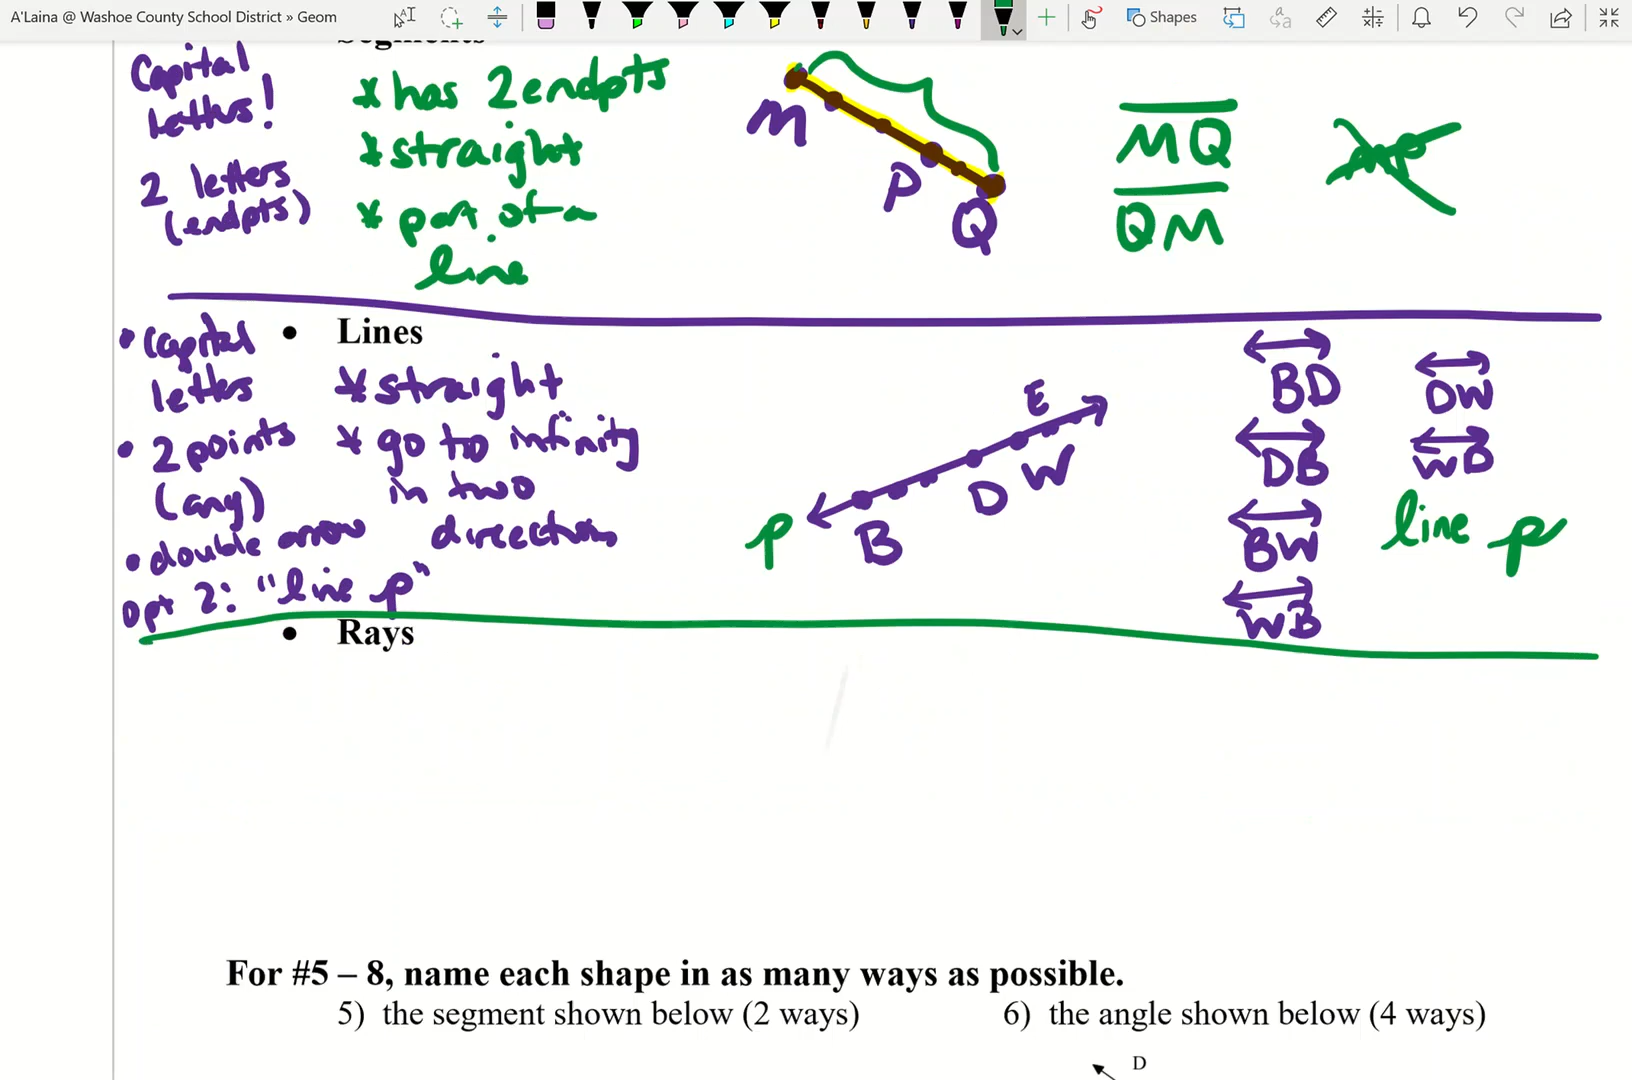 A'Laina @ Washoe County School District » Geom
Shapes
Segments
Capital
letters!
2 letters
(endpts)
* has 2 endpts
* straight
* part of a
line
M
P
Q
MQ
QM
• Capital
letters
• 2 points
(any)
• double arrow
opt 2: "line p"
• Lines
* straight
* go to infinity
in two
directions
p
B
D
W
E
BD
DB
BW
WB
DW
WD
line p
• Rays
For #5 – 8, name each shape in as many ways as possible.
5) the segment shown below (2 ways)
6) the angle shown below (4 ways)
D